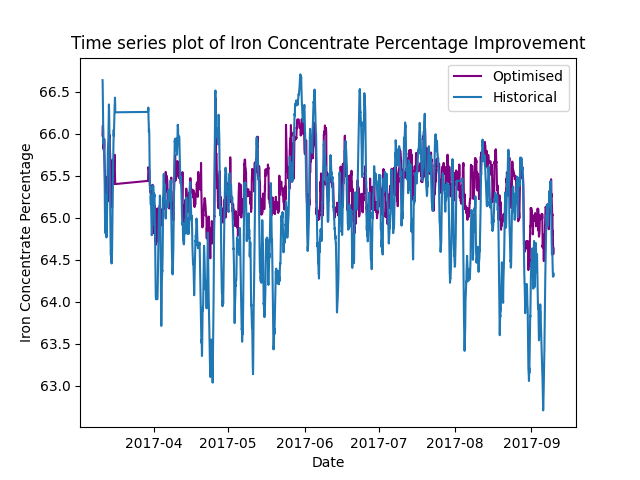 Time series plot of Iron Concentrate Percentage Improvement
Optimised
Historical
Iron Concentrate Percentage
66.5
66.0
65.5
65.0
64.5
64.0
63.5
63.0
2017-04 2017-05 2017-06 2017-07 2017-08 2017-09
Date